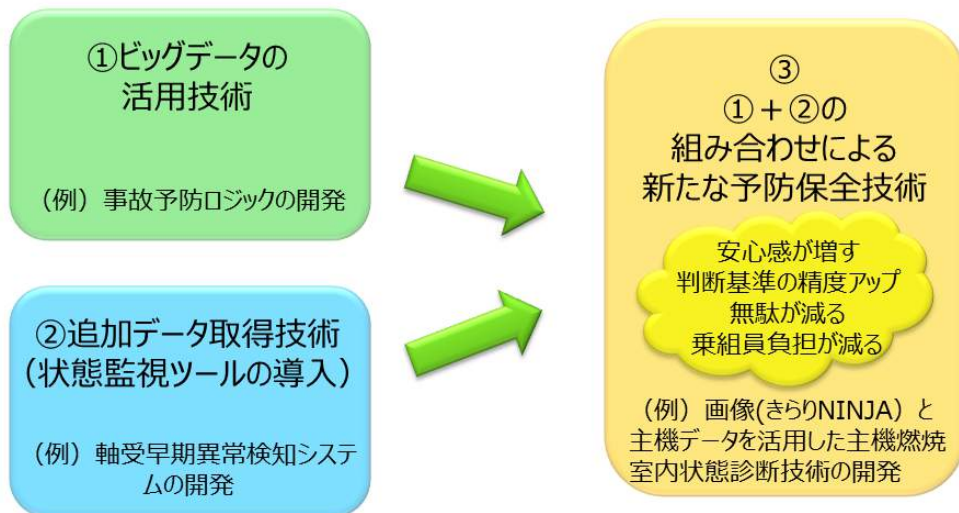 ①ビッグデータの
活用技術
（例）事故予防ロジックの開発
②追加データ取得技術
（状態監視ツールの導入）
（例）軸受早期異常検知システ
ムの開発
③
①＋②の
組み合わせによる
新たな予防保全技術
安心感が増す
判断基準の精度アップ
無駄が減る
乗組員負担が減る
（例）画像(きらりNINJA）と
主機データを活用した主機燃焼
室内状態診断技術の開発